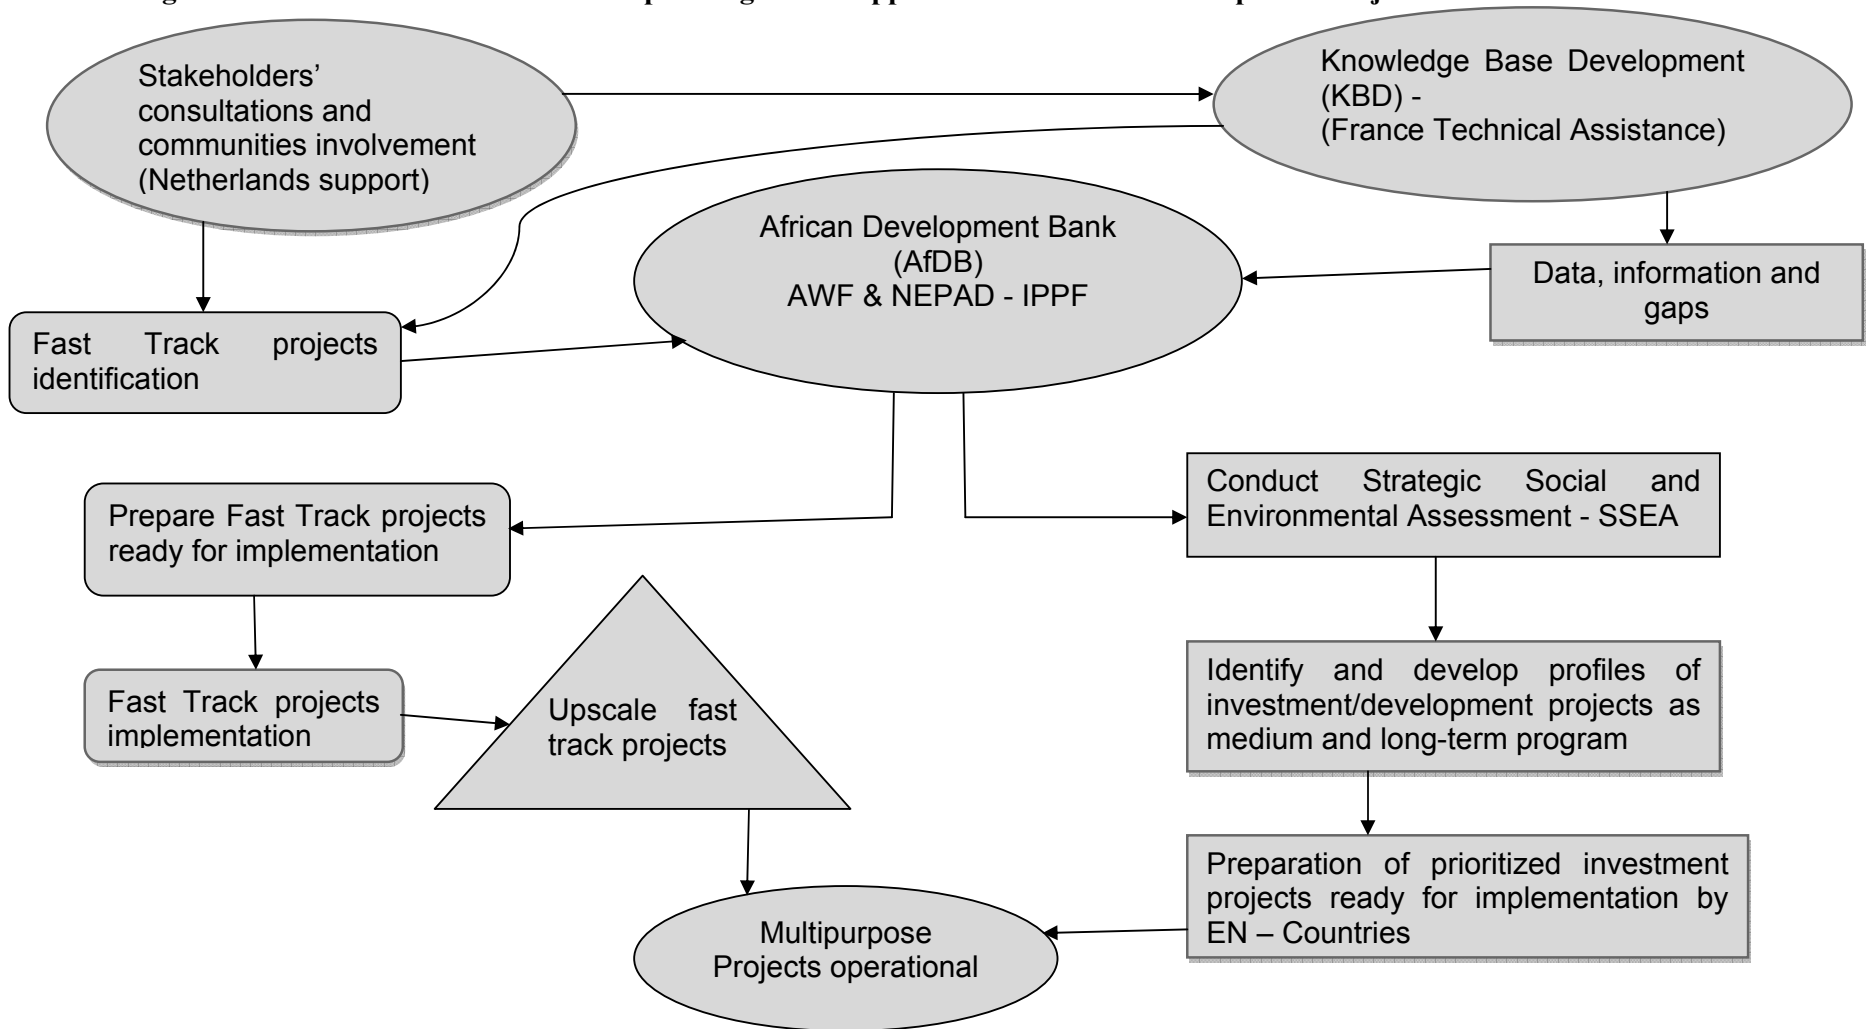 Stakeholders’
consultations and
communities involvement
(Netherlands support)
Knowledge Base Development
(KBD) -
(France Technical Assistance)
African Development Bank
(AfDB)
AWF & NEPAD - IPPF
Data, information and
gaps
Fast Track projects
identification
Prepare Fast Track projects
ready for implementation
Conduct Strategic Social and
Environmental Assessment - SSEA
Fast Track projects
implementation
Upscale fast
track projects
Identify and develop profiles of
investment/development projects as
medium and long-term program
Preparation of prioritized investment
projects ready for implementation by
EN – Countries
Multipurpose
Projects operational